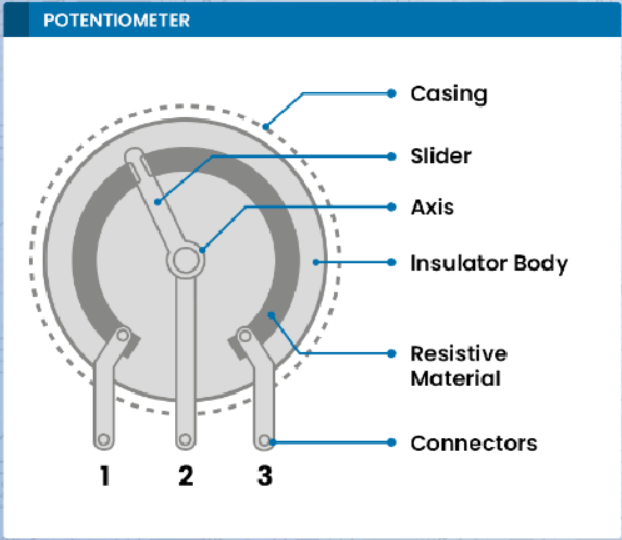 POTENTIOMETER
Casing
Slider
Axis
Insulator Body
Resistive
Material
Connectors
1 2 3